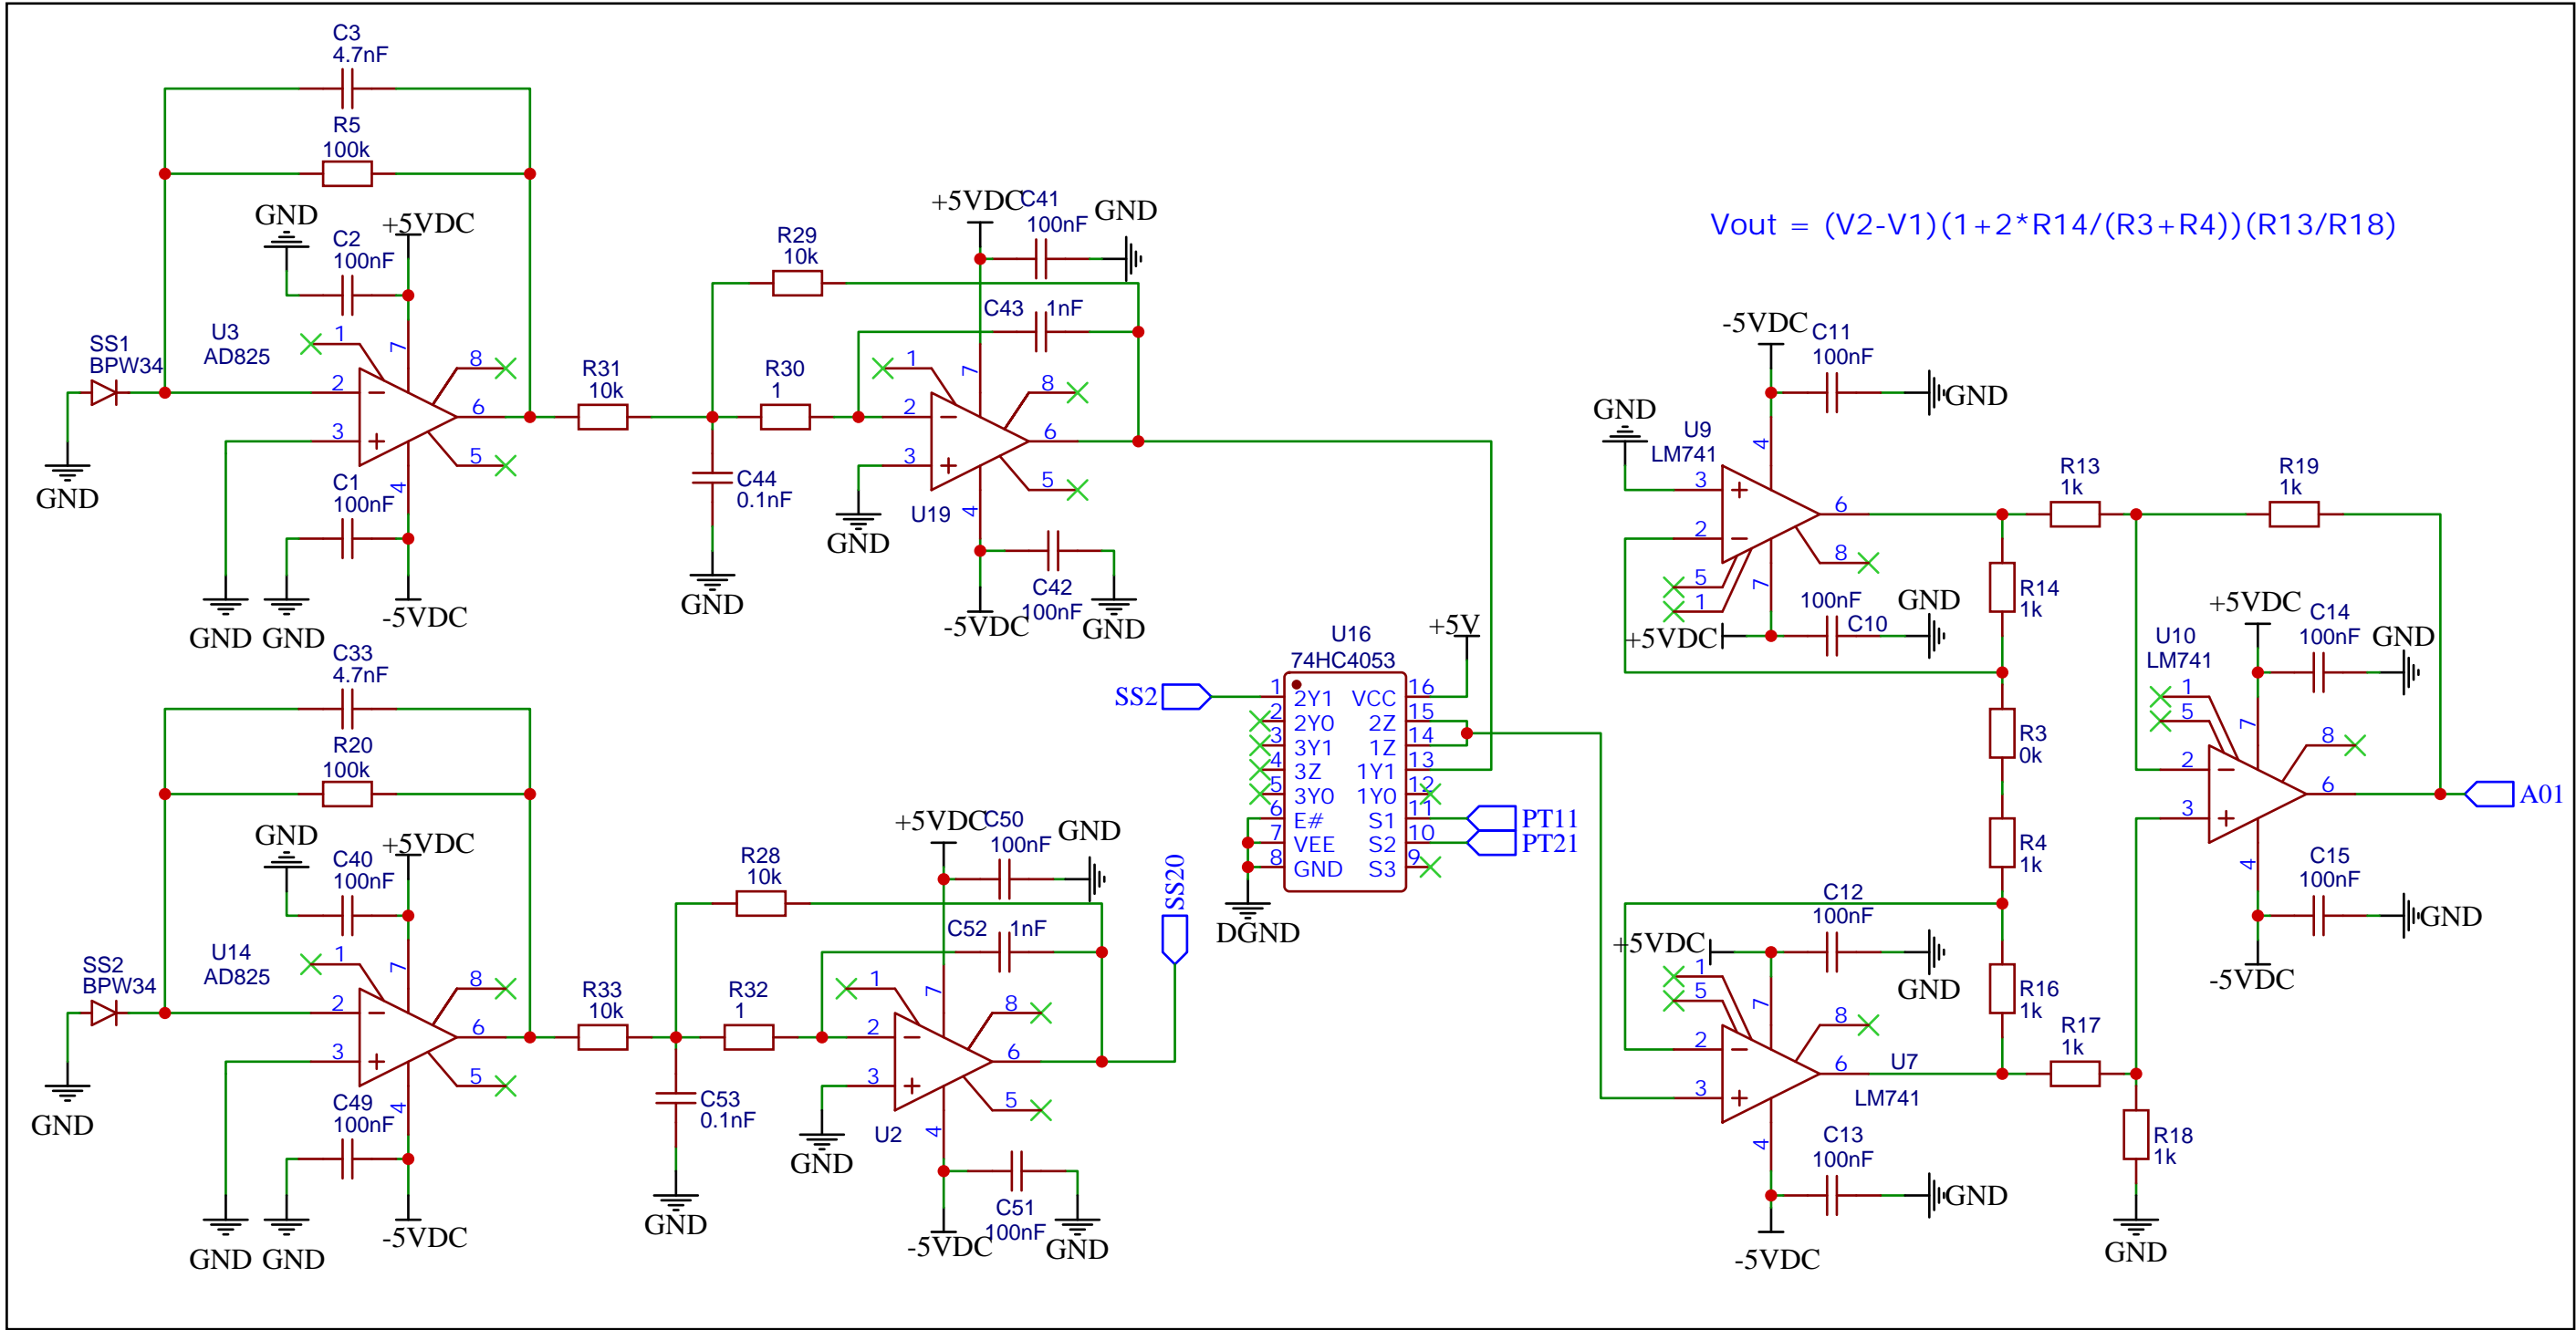 C3
4.7nF
R5
100k
GND
+5VDC
C2
100nF
U3
AD825
SS1
BPW34
1
7
8
2
6
3
5
4
GND
C1
100nF
GND
GND
-5VDC
R31
10k
R29
10k
R30
1
+5VDC
C41
100nF
GND
C43
1nF
1
7
8
2
6
3
5
4
U19
C44
0.1nF
GND
GND
C42
100nF
-5VDC
GND
C33
4.7nF
R20
100k
GND
+5VDC
C40
100nF
U14
AD825
SS2
BPW34
1
7
8
2
6
3
5
4
GND
C49
100nF
GND
GND
-5VDC
R33
10k
R28
10k
R32
1
+5VDC
C50
100nF
GND
C52
1nF
1
7
8
2
6
3
5
4
U2
C53
0.1nF
GND
GND
C51
100nF
-5VDC
GND
SS20
SS2
U16
74HC4053
+5V
1 2Y1 VCC 16
2 2Y0 2Z 15
3 3Y1 1Z 14
4 3Z 1Y1 13
5 3Y0 1Y0 12
6 E# S1 11
7 VEE S2 10
8 GND S3 9
PT11
PT21
DGND
Vout = (V2-V1)(1+2*R14/(R3+R4))(R13/R18)
-5VDC
C11
100nF
GND
GND
U9
LM741
4
3
6
2
8
5
1
7
100nF
C10
GND
+5VDC
R13
1k
R19
1k
R14
1k
R3
0k
R4
1k
R16
1k
R17
1k
R18
1k
GND
C12
100nF
+5VDC
GND
1
5
7
8
2
6
3
4
U7
LM741
C13
100nF
GND
-5VDC
+5VDC
C14
100nF
GND
U10
LM741
1
5
7
8
2
6
3
4
A01
C15
100nF
GND
-5VDC